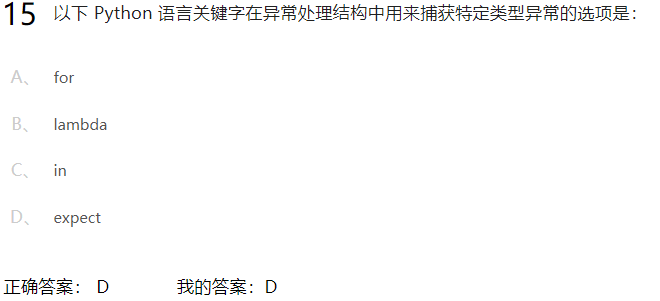 15 以下 Python 语言关键字在异常处理结构中用来捕获特定类型异常的选项是：
A、 for
B、 lambda
C、 in
D、 expect
正确答案： D 我的答案：D